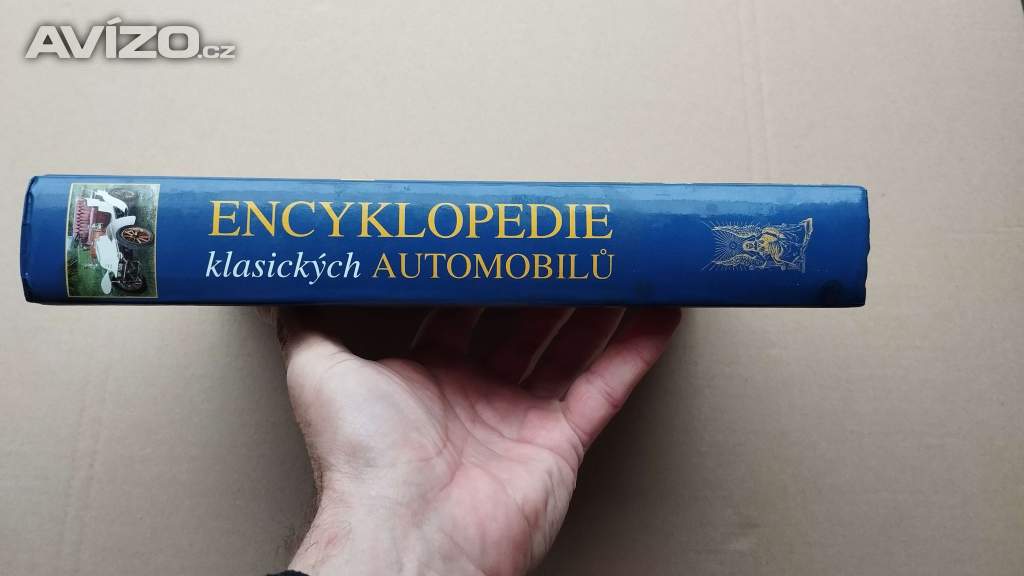 AVÍZO.cz
ENCYKLOPEDIE
klasických AUTOMOBILŮ